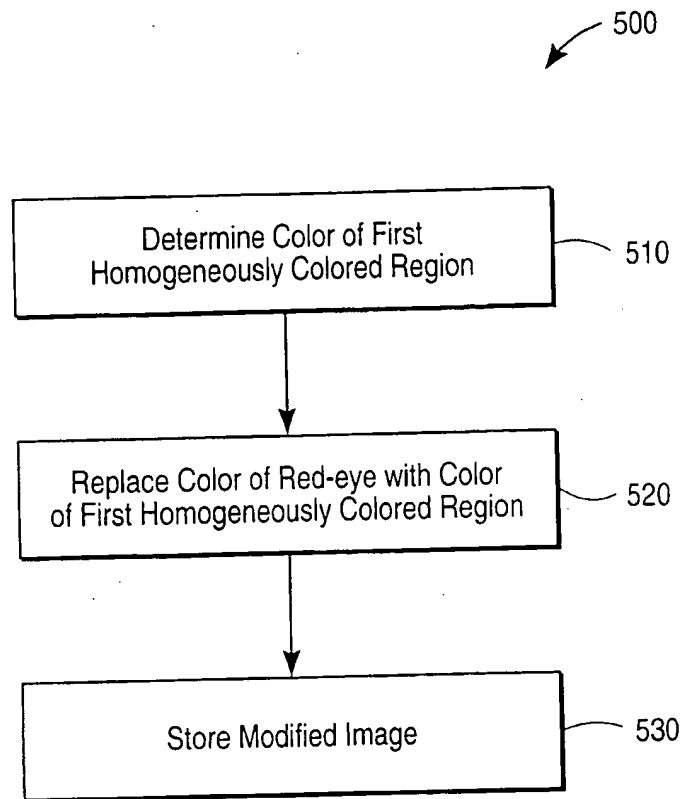 500
Determine Color of First
Homogeneously Colored Region
510
Replace Color of Red-eye with Color
of First Homogeneously Colored Region
520
Store Modified Image
530